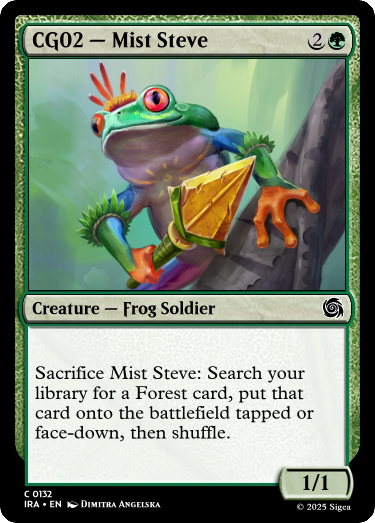 CG02 — Mist Steve 2
Creature — Frog Soldier
Sacrifice Mist Steve: Search your
library for a Forest card, put that
card onto the battlefield tapped or
face-down, then shuffle.
1/1
C 0132
IRA • EN Dimitra Angelska
© 2025 Sigea